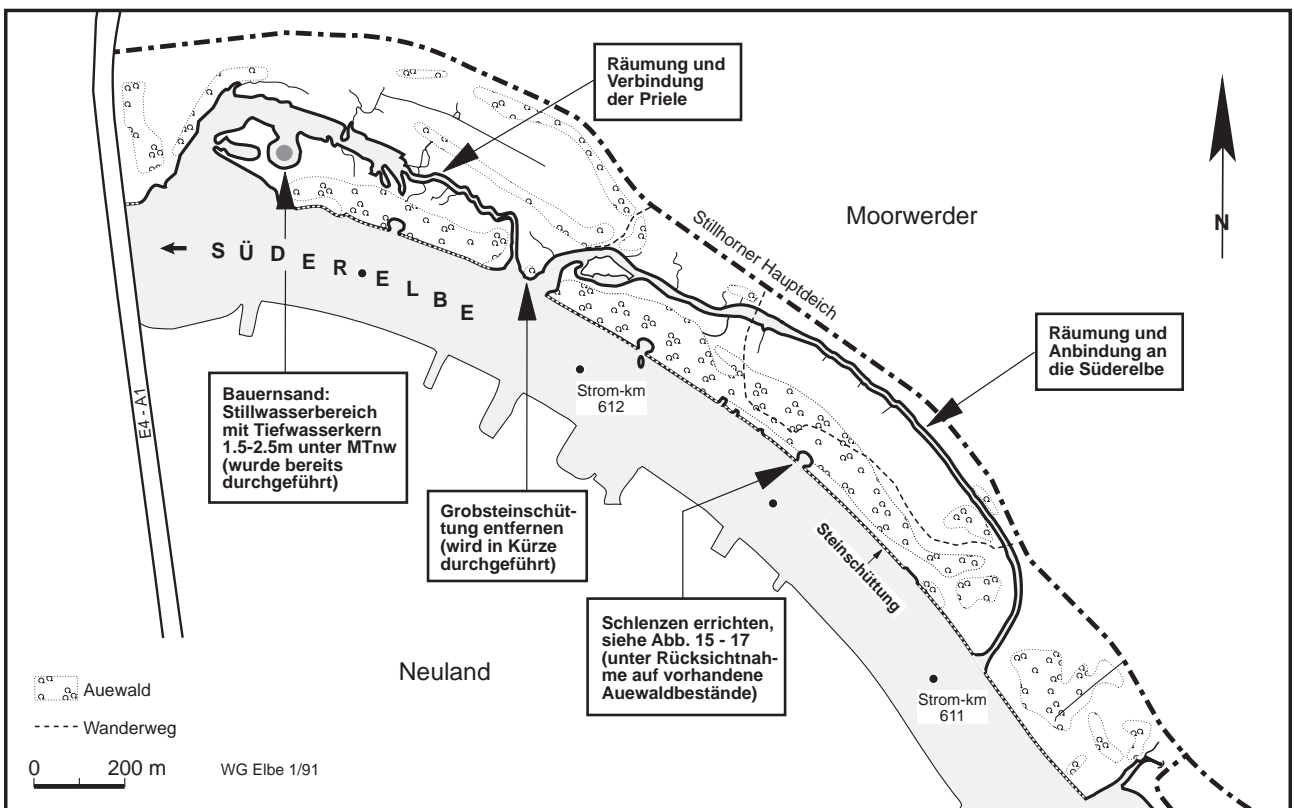 Räumung und
Verbindung
der Priele
Moorwerder
N
Stillhorner Hauptdeich
SÜDER•ELBE
Räumung und
Anbindung an
die Süderelbe
E4 - A1
Bauernsand:
Stillwasserbereich
mit Tiefwasserkern
1.5-2.5m unter MTnw
(wurde bereits
durchgeführt)
Strom-km
612
Grobsteinschüt-
tung entfernen
(wird in Kürze
durchgeführt)
Steinschüttung
Schlenzen errichten,
siehe Abb. 15 - 17
(unter Rücksichtnah-
me auf vorhandene
Auewaldbestände)
Neuland
Strom-km
611
Auewald
Wanderweg
0 200 m
WG Elbe 1/91